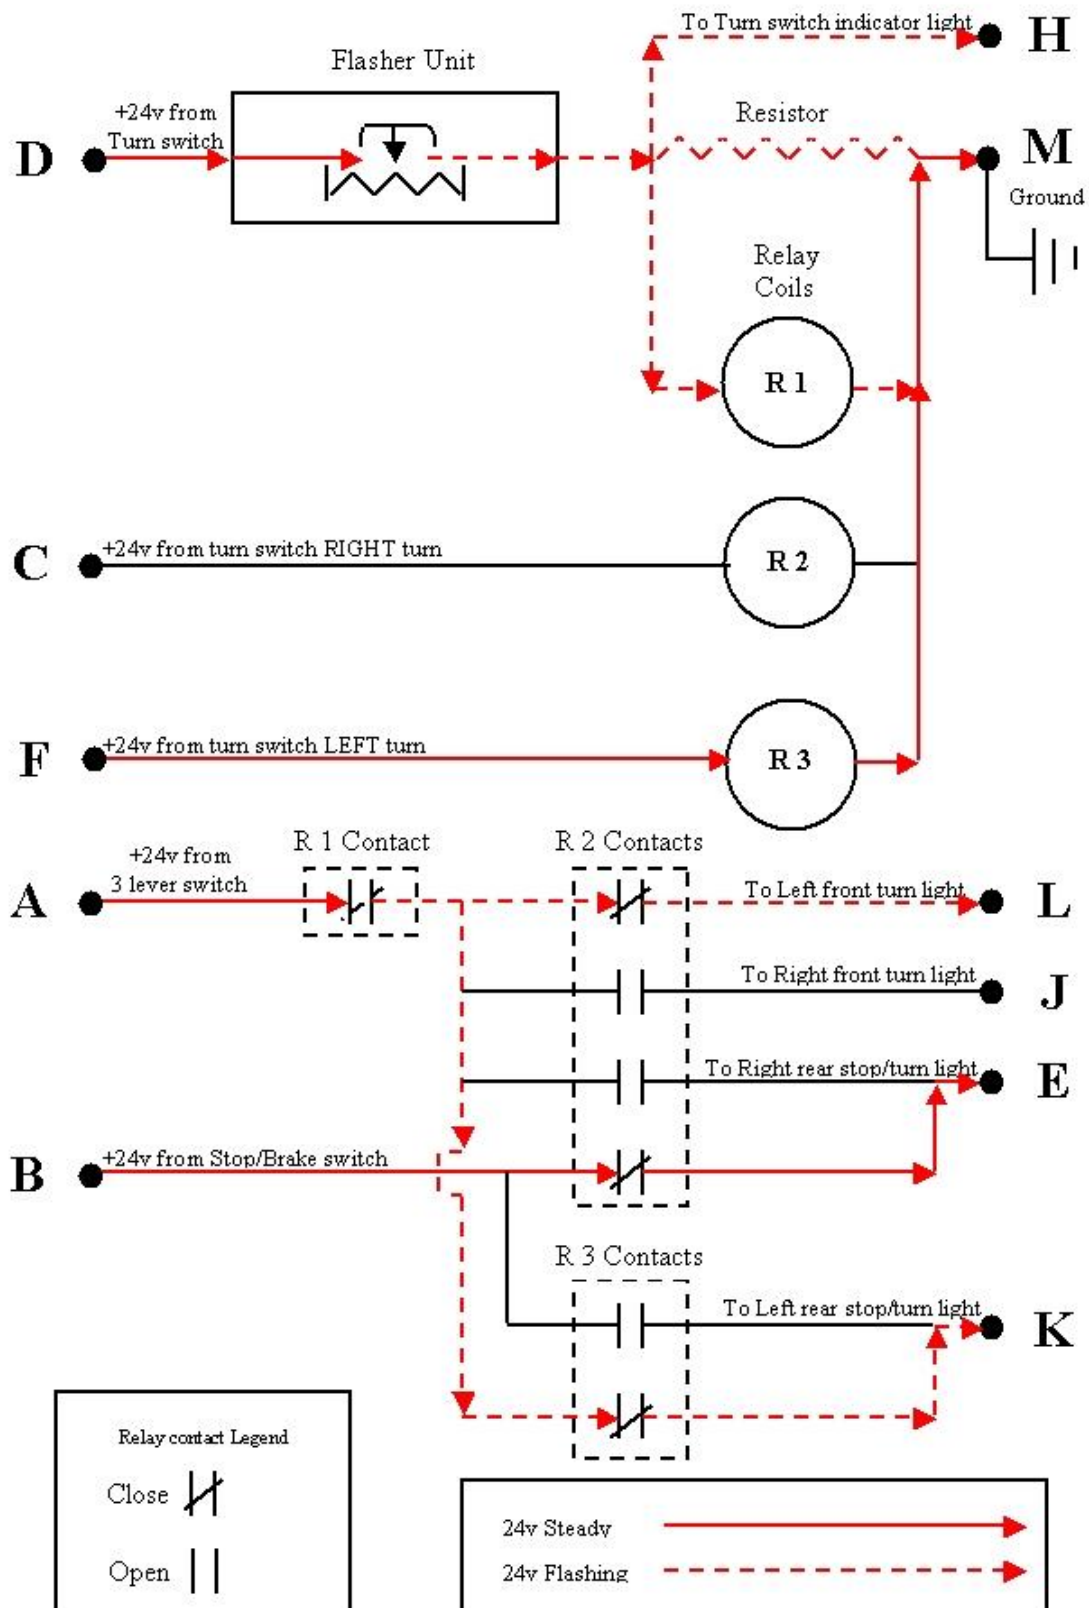 To Turn switch indicator light
H
Flasher Unit
+24v from
Turn switch
D
Resistor
M
Ground
Relay
Coils
R 1
C
+24v from turn switch RIGHT turn
R 2
F
+24v from turn switch LEFT turn
R 3
R 1 Contact
R 2 Contacts
+24v from
3 lever switch
A
To Left front turn light
L
To Right front turn light
J
To Right rear stop/turn light
E
B
+24v from Stop/Brake switch
R 3 Contacts
To Left rear stop/turn light
K
Relay contact Legend
Close
Open
24v Steady
24v Flashing